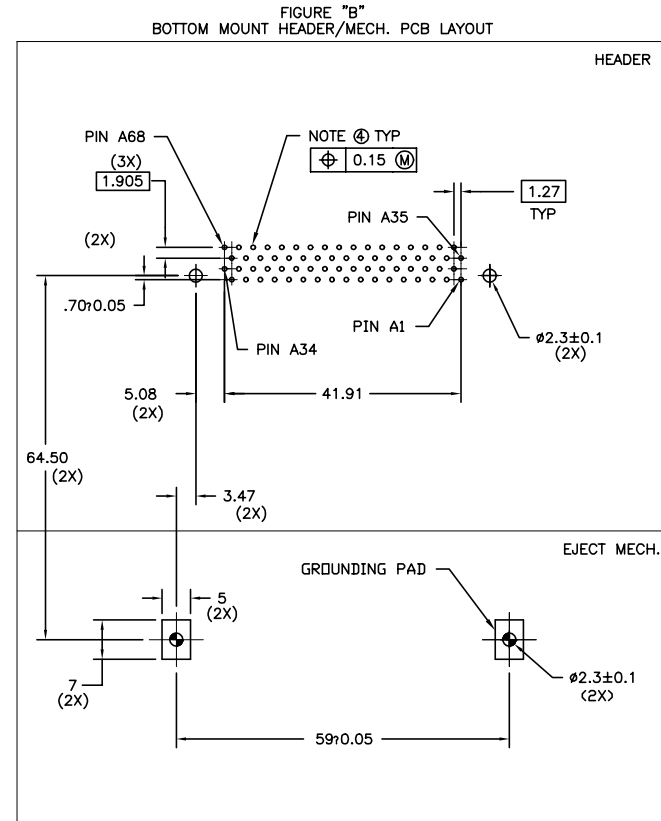 FIGURE "B"
BOTTOM MOUNT HEADER/MECH. PCB LAYOUT
HEADER
PIN A68
NOTE ④ TYP
(3X)
1.905
⌖ 0.15 Ⓜ
1.27
TYP
PIN A35
(2X)
.70?0.05
PIN A1
PIN A34
ø2.3±0.1
(2X)
5.08
(2X)
41.91
64.50
(2X)
3.47
(2X)
EJECT MECH.
GROUNDING PAD
5
(2X)
7
(2X)
ø2.3±0.1
(2X)
59?0.05